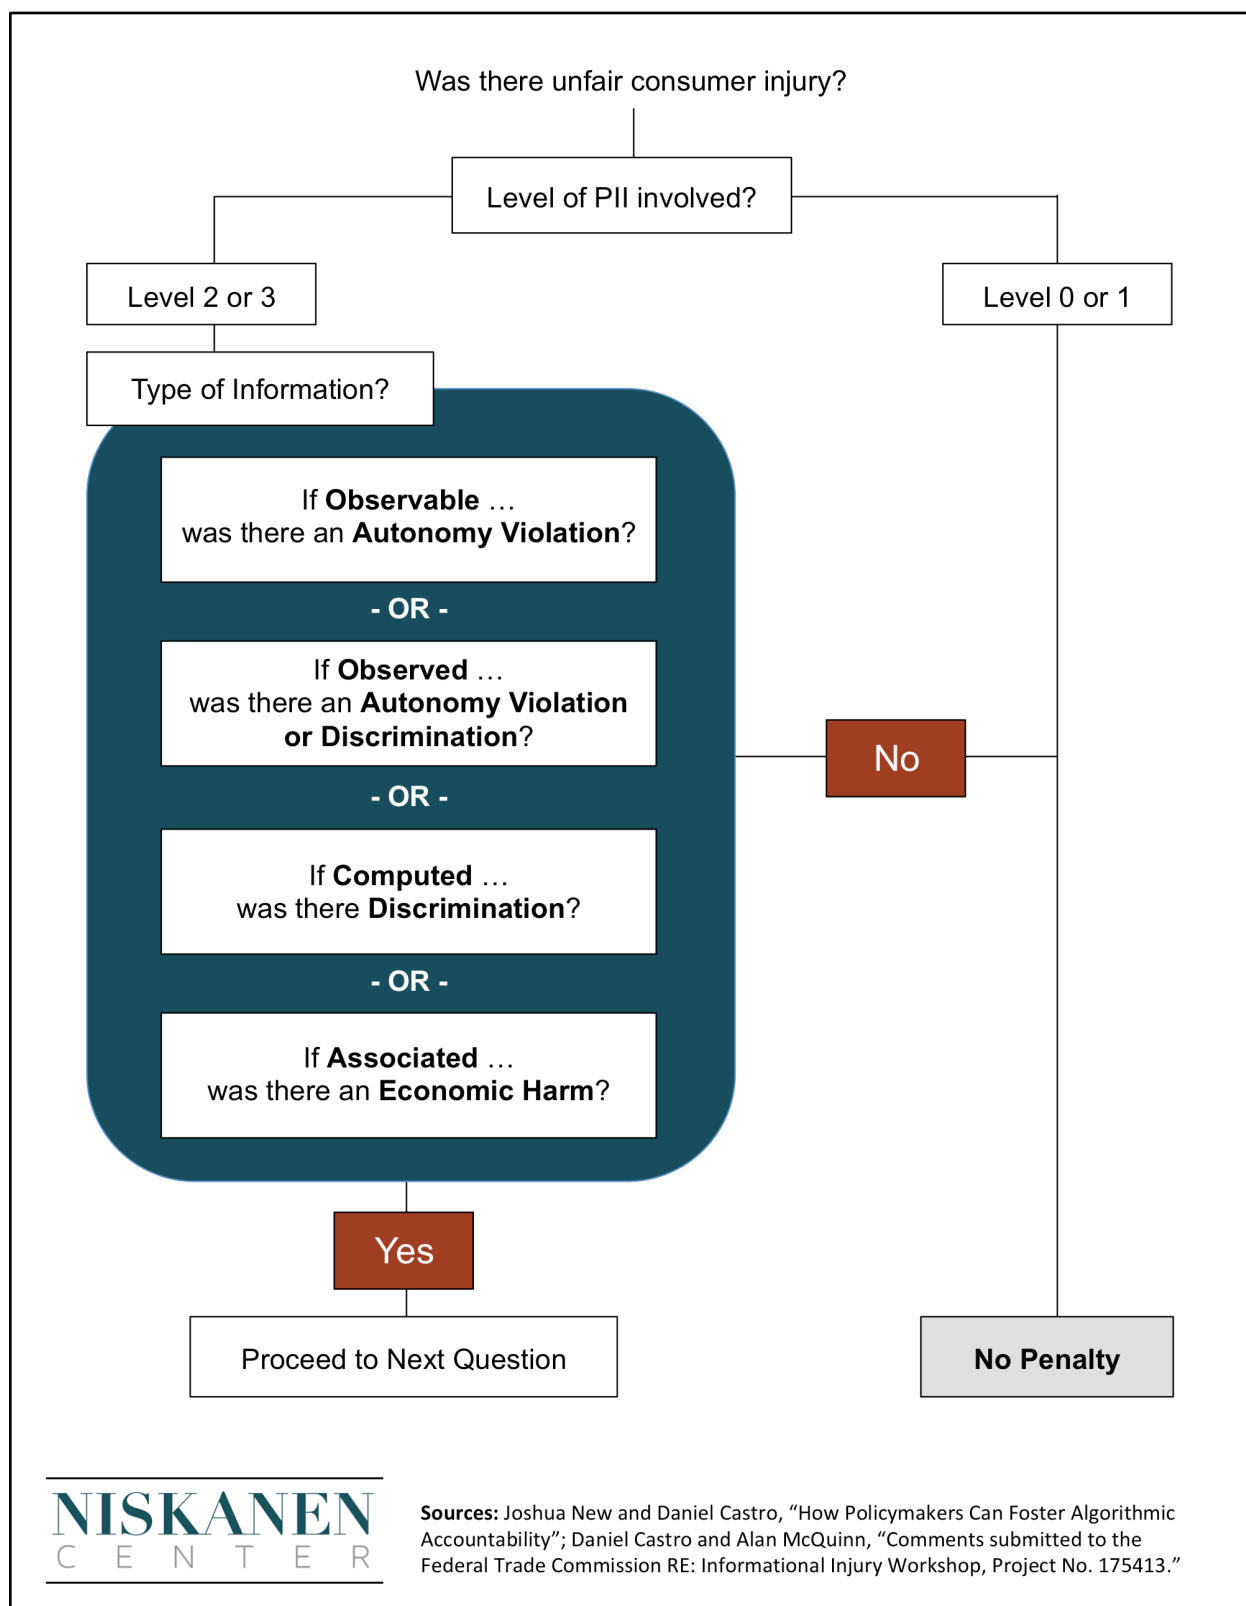 Was there unfair consumer injury?
Level of PII involved?
Level 2 or 3
Level 0 or 1
Type of Information?
If Observable …
was there an Autonomy Violation?
- OR -
If Observed …
was there an Autonomy Violation
or Discrimination?
- OR -
If Computed …
was there Discrimination?
- OR -
If Associated …
was there an Economic Harm?
No
Yes
Proceed to Next Question
No Penalty
NISKANEN
CENTER
Sources: Joshua New and Daniel Castro, “How Policymakers Can Foster Algorithmic
Accountability”; Daniel Castro and Alan McQuinn, “Comments submitted to the
Federal Trade Commission RE: Informational Injury Workshop, Project No. 175413.”